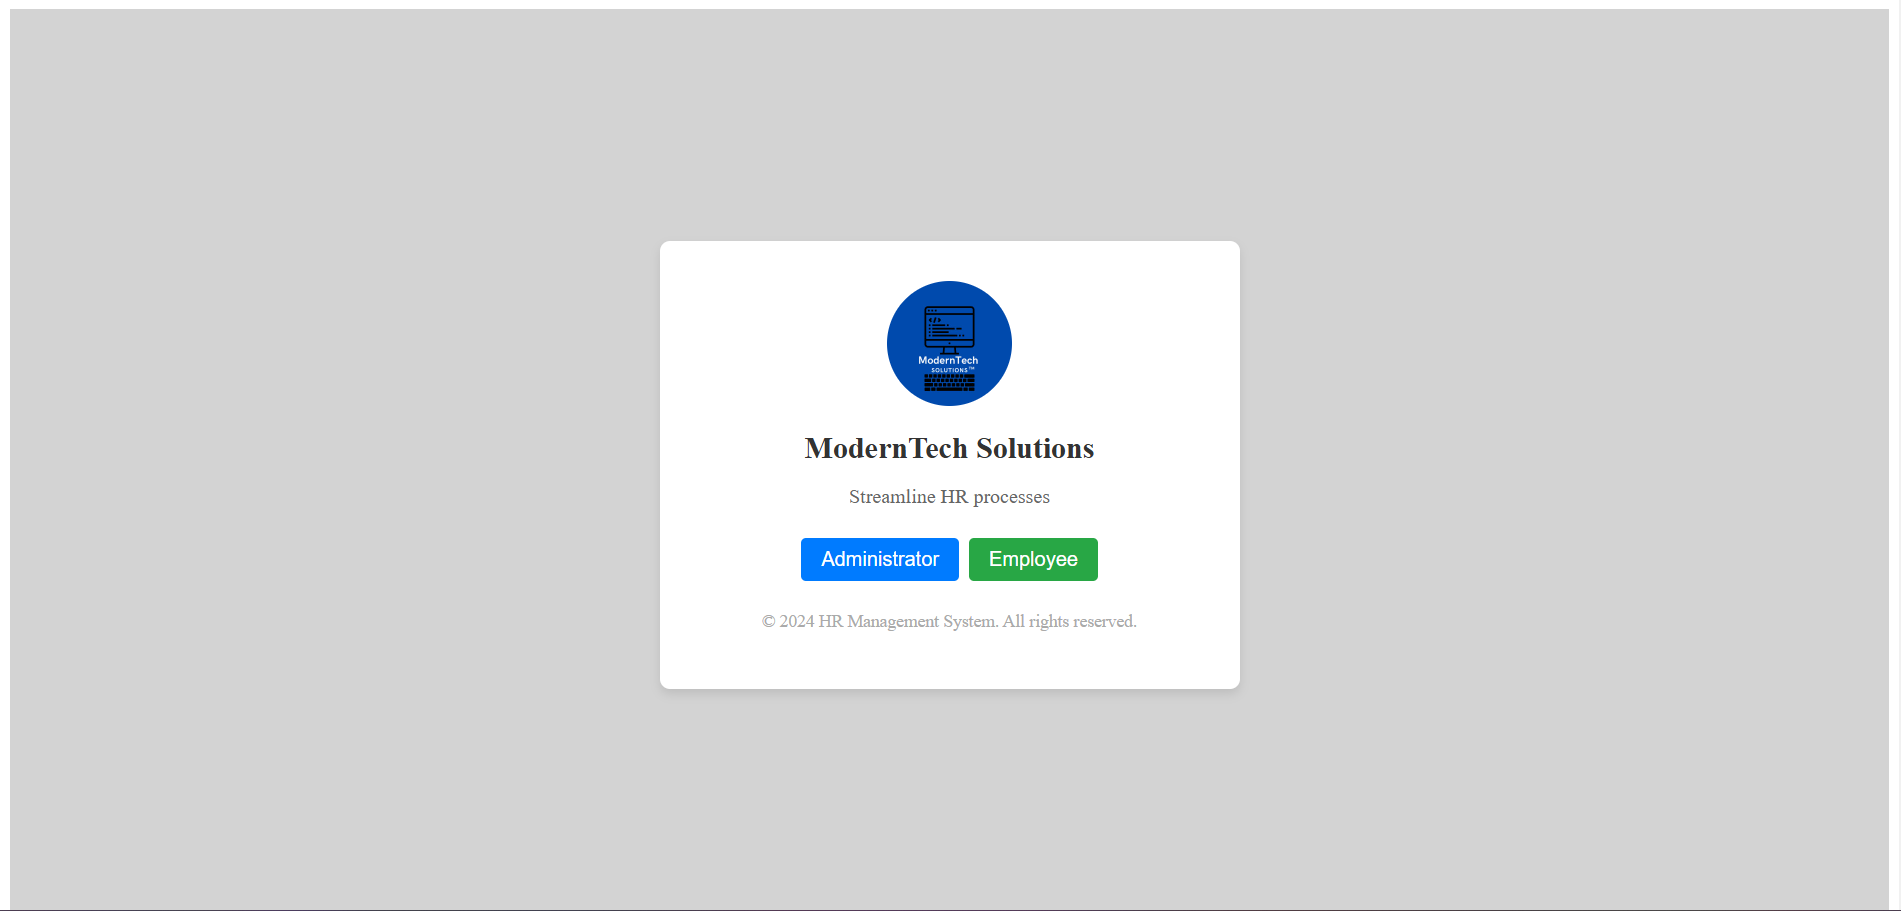 ModernTech
SOLUTIONS™
ModernTech Solutions
Streamline HR processes
Administrator Employee
© 2024 HR Management System. All rights reserved.